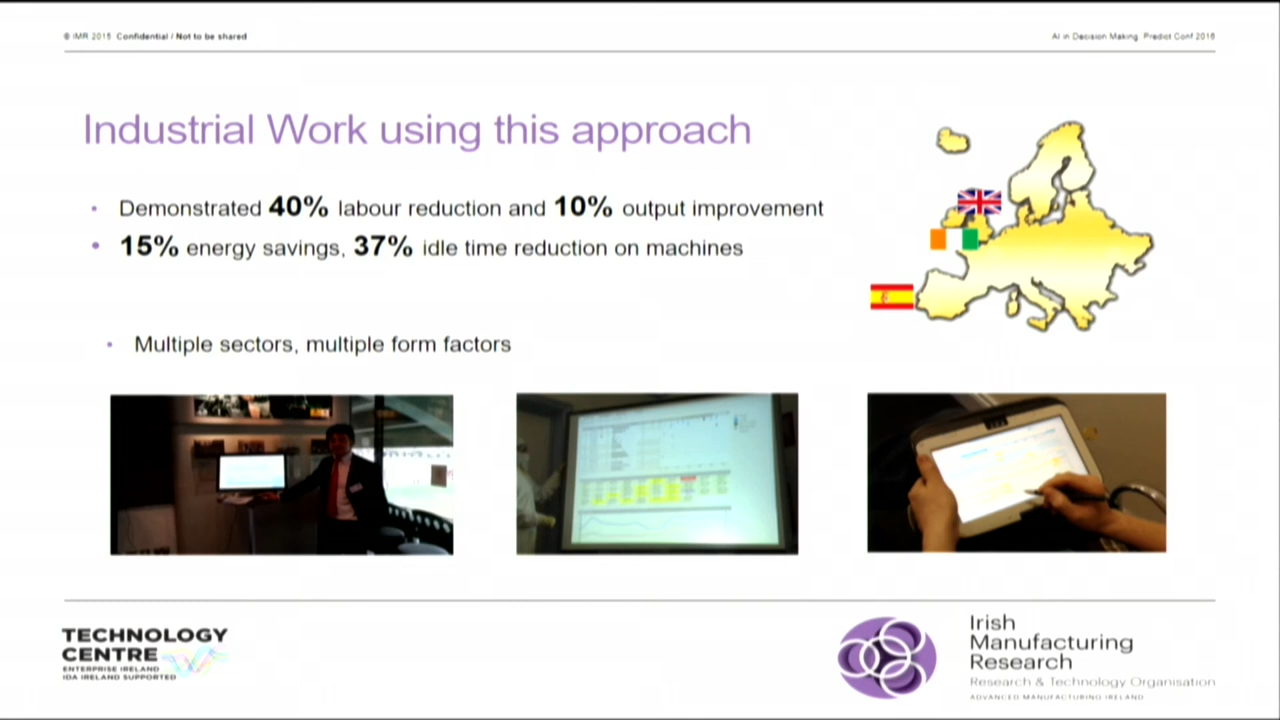 © IMR 2016 Confidential / Not to be shared
AI in Decision Making Predict Conf 2016
Industrial Work using this approach
• Demonstrated 40% labour reduction and 10% output improvement
• 15% energy savings, 37% idle time reduction on machines
• Multiple sectors, multiple form factors
TECHNOLOGY
CENTRE
ENTERPRISE IRELAND
IDA IRELAND SUPPORTED
Irish
Manufacturing
Research
Research & Technology Organisation
ADVANCED MANUFACTURING IRELAND